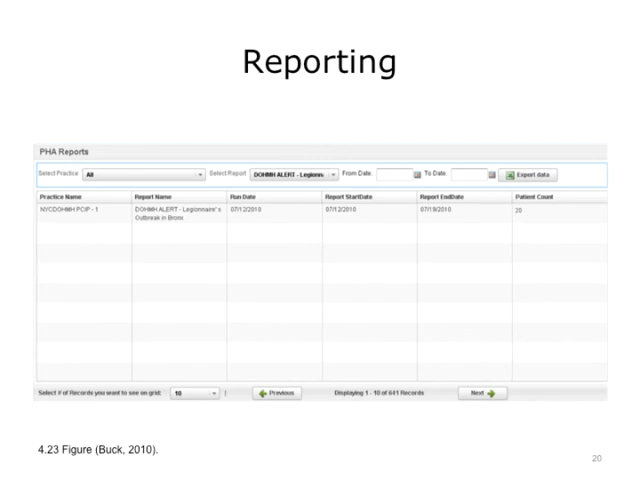 Reporting
PHA Reports
Select Practice All Select Report DOHMH ALERT - Legionns From Date. To Date. Export data
Practice Name Report Name Run Date Report StartDate Report EndDate Patient Count
NYCDOHMH PCIP - 1 DOHMH ALERT - Legionnaire's 07/12/2010 07/12/2010 07/19/2010 20
Outbreak in Bronx
Select # of Records you want to see on grid: 10 Previous Displaying 1 - 10 of 641 Records Next
4.23 Figure (Buck, 2010).
20